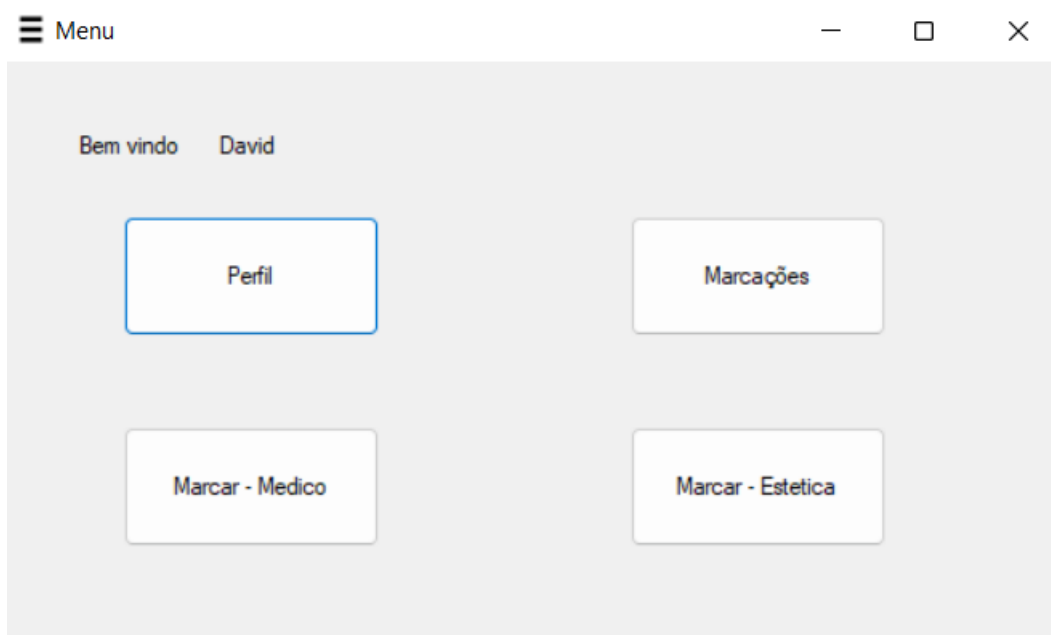 Menu
Bem vindo David
Perfil Marcações
Marcar - Medico Marcar - Estetica